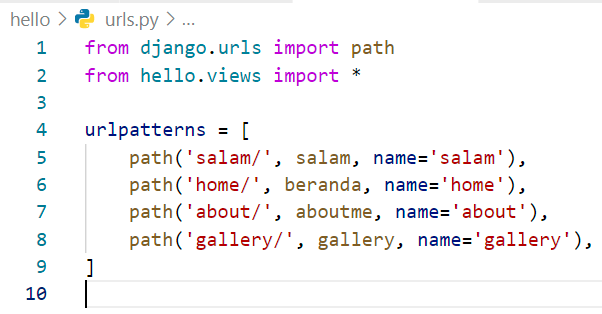 hello > urls.py > ...
1 from django.urls import path
2 from hello.views import *
3
4 urlpatterns = [
5     path('salam/', salam, name='salam'),
6     path('home/', beranda, name='home'),
7     path('about/', aboutme, name='about'),
8     path('gallery/', gallery, name='gallery'),
9 ]
10